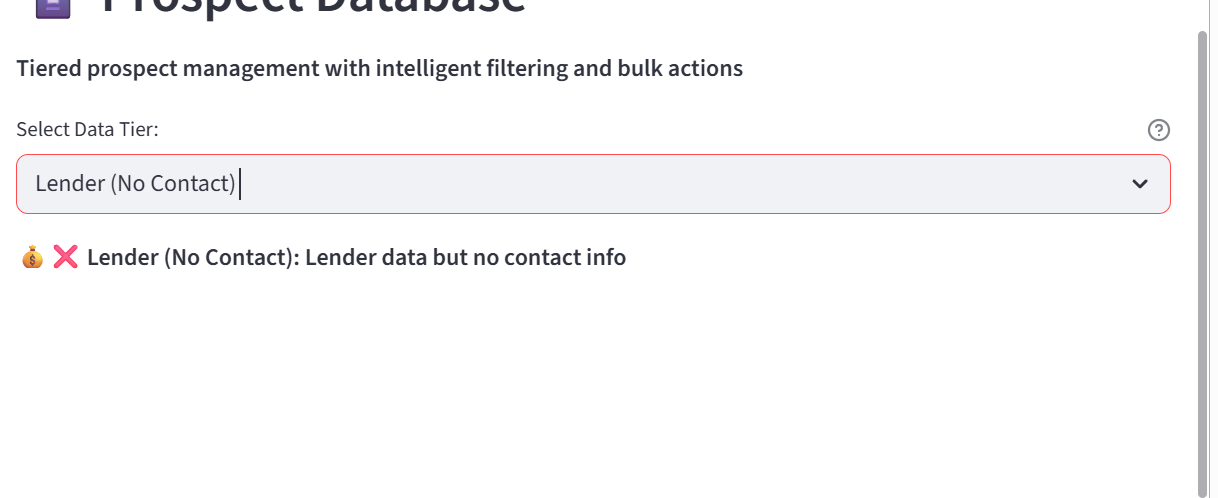 Prospect Database
Tiered prospect management with intelligent filtering and bulk actions
Select Data Tier:
Lender (No Contact)
Lender (No Contact): Lender data but no contact info